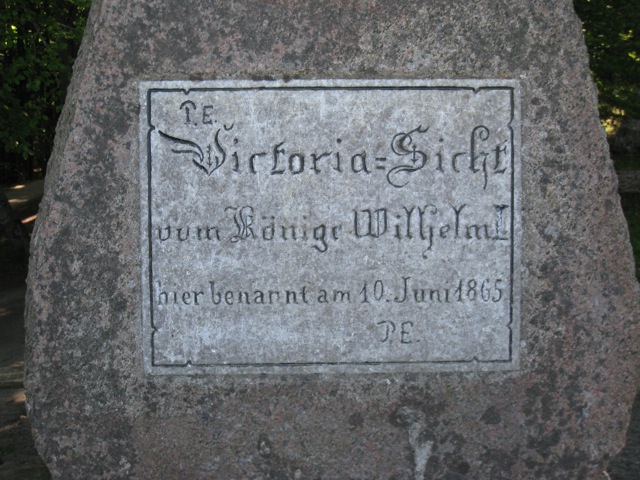 P.E.
Victoria=Sicht
vom Könige Wilhelm I
hier benannt am 10. Juni 1865
P.E.